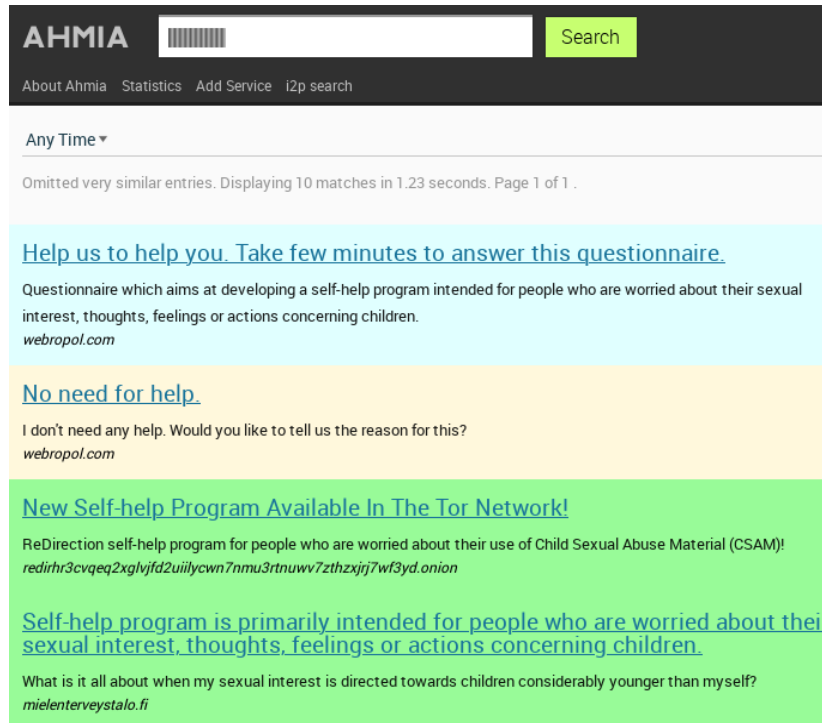 AHMIA
Search
About Ahmia Statistics Add Service i2p search
Any Time
Omitted very similar entries. Displaying 10 matches in 1.23 seconds. Page 1 of 1 .
Help us to help you. Take few minutes to answer this questionnaire.
Questionnaire which aims at developing a self-help program intended for people who are worried about their sexual
interest, thoughts, feelings or actions concerning children.
webropol.com
No need for help.
I don't need any help. Would you like to tell us the reason for this?
webropol.com
New Self-help Program Available In The Tor Network!
ReDirection self-help program for people who are worried about their use of Child Sexual Abuse Material (CSAM)!
redirhr3cvqeq2xglvjfd2uiilycwn7nmu3rtnuwv7zthzxjrj7wf3yd.onion
Self-help program is primarily intended for people who are worried about thei
sexual interest, thoughts, feelings or actions concerning children.
What is it all about when my sexual interest is directed towards children considerably younger than myself?
mielenterveystalo.fi